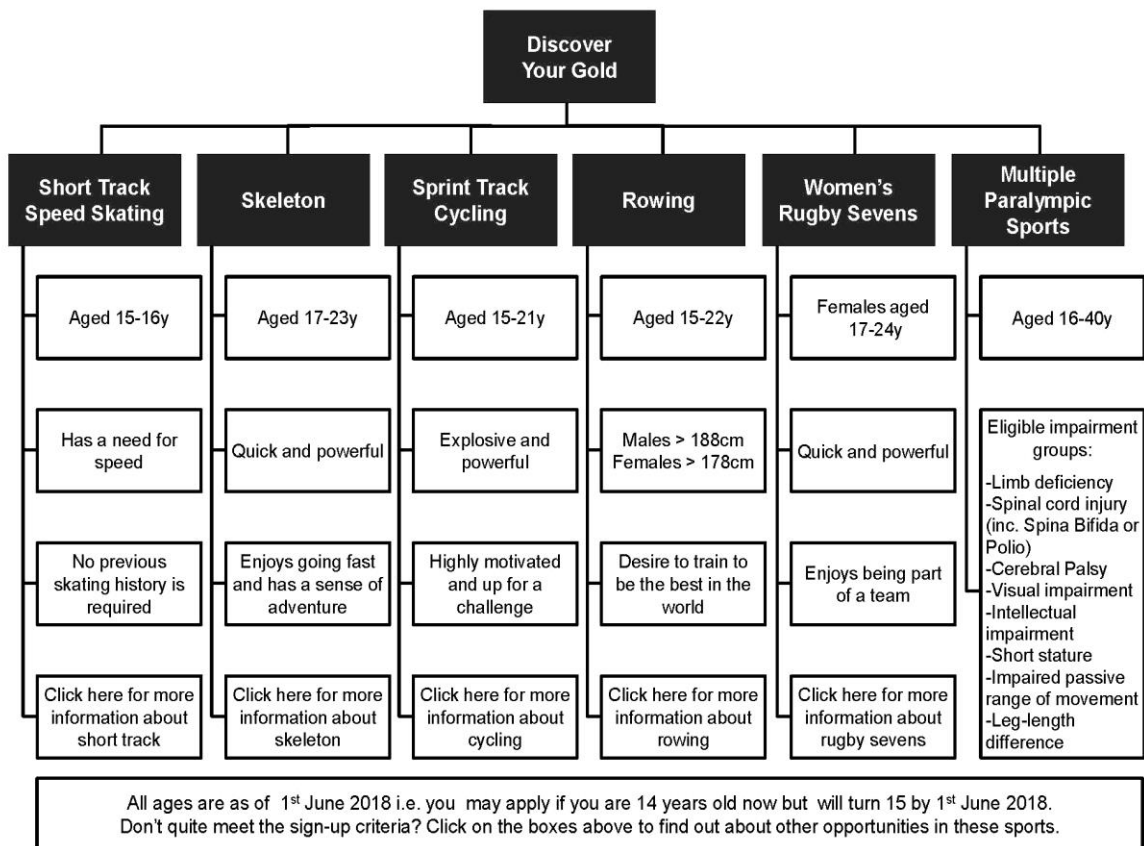 Discover
Your Gold
Short Track
Speed Skating
Skeleton
Sprint Track
Cycling
Rowing
Women's
Rugby Sevens
Multiple
Paralympic
Sports
Aged 15-16y
Has a need for
speed
No previous
skating history is
required
Click here for more
information about
short track
Aged 17-23y
Quick and powerful
Enjoys going fast
and has a sense of
adventure
Click here for more
information about
skeleton
Aged 15-21y
Explosive and
powerful
Highly motivated
and up for a
challenge
Click here for more
information about
cycling
Aged 15-22y
Males > 188cm
Females > 178cm
Desire to train to
be the best in the
world
Click here for more
information about
rowing
Females aged
17-24y
Quick and powerful
Enjoys being part
of a team
Click here for more
information about
rugby sevens
Aged 16-40y
Eligible impairment
groups:
-Limb deficiency
-Spinal cord injury
(inc. Spina Bifida or
Polio)
-Cerebral Palsy
-Visual impairment
-Intellectual
impairment
-Short stature
-Impaired passive
range of movement
-Leg-length
difference
All ages are as of 1st June 2018 i.e. you may apply if you are 14 years old now but will turn 15 by 1st June 2018.
Don't quite meet the sign-up criteria? Click on the boxes above to find out about other opportunities in these sports.